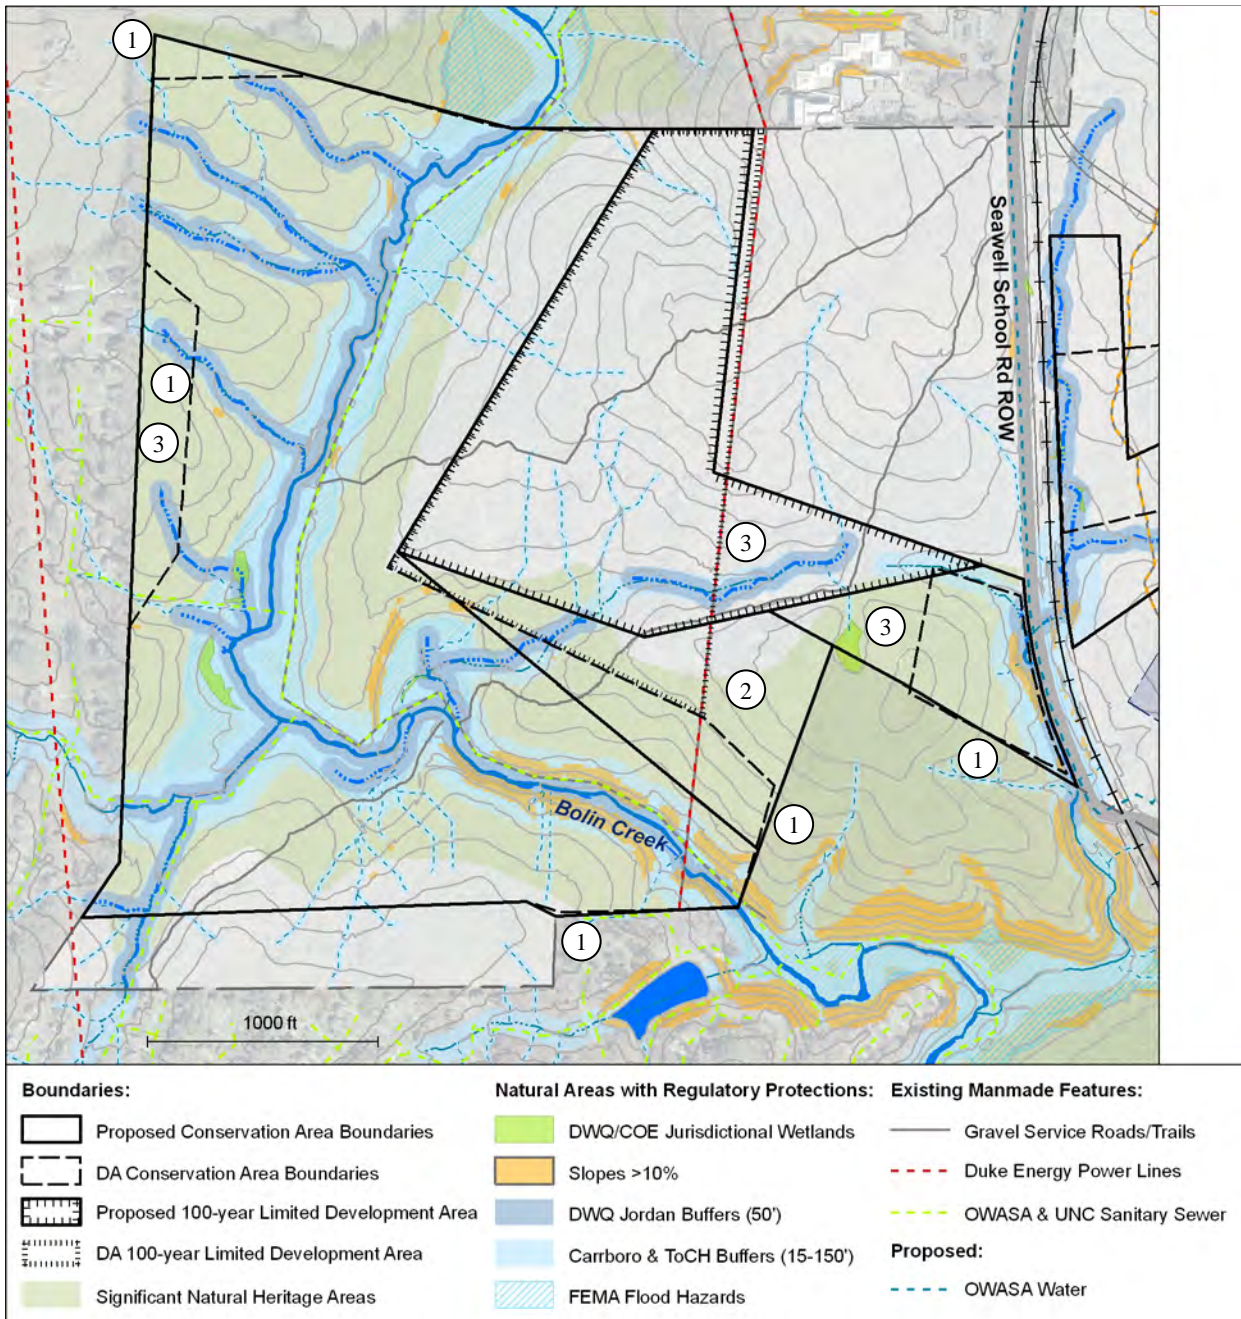 1
Seawell School Rd ROW
1
3
3
3
2
1
Bolin Creek
1
1
1000 ft
Boundaries:
Proposed Conservation Area Boundaries
DA Conservation Area Boundaries
Proposed 100-year Limited Development Area
DA 100-year Limited Development Area
Significant Natural Heritage Areas
Natural Areas with Regulatory Protections:
DWQ/COE Jurisdictional Wetlands
Slopes >10%
DWQ Jordan Buffers (50')
Carrboro & ToCH Buffers (15-150')
FEMA Flood Hazards
Existing Manmade Features:
Gravel Service Roads/Trails
Duke Energy Power Lines
OWASA & UNC Sanitary Sewer
Proposed:
OWASA Water